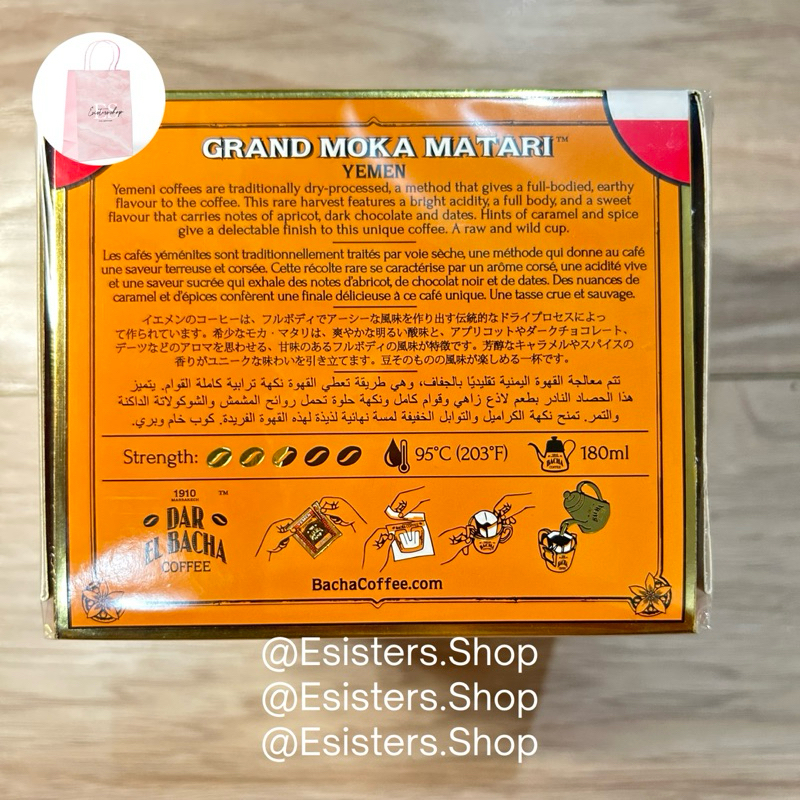 Esistersshop
GRAND MOKA MATARI™
YEMEN
Yemeni coffees are traditionally dry-processed, a method that gives a full-bodied, earthy
flavour to the coffee. This rare harvest features a bright acidity, a full body, and a sweet
flavour that carries notes of apricot, dark chocolate and dates. Hints of caramel and spice
give a delectable finish to this unique coffee. A raw and wild cup.
Les cafés yéménites sont traditionnellement traités par voie sèche, une méthode qui donne au café
une saveur terreuse et corsée. Cette récolte rare se caractérise par un arôme corsé, une acidité vive
et une saveur sucrée qui exhale des notes d'abricot, de chocolat noir et de dates. Des nuances de
caramel et d'épices confèrent une finale délicieuse à ce café unique. Une tasse crue et sauvage.
イエメンのコーヒーは、フルボディでアーシーな風味を引き出す伝統的なドライプロセスによっ
て作られています。希少なモカ・マタリは、爽やかな明るい酸味と、アプリコットやダークチョコレート、
デーツなどのアロマを思わせる、甘味のあるフルボディの風味が特徴です。芳醇なキャラメルやスパイスの
香りがユニークな味わいを引き立てます。豆そのものの風味が楽しめる一杯です。
تتم معالجة القهوة اليمنية تقليديًا بالجفاف، وهي طريقة تعطي القهوة نكهة ترابية كاملة القوام. يتميز
هذا الحصاد النادر بطعم لاذع زاهي وقوام كامل ونكهة حلوة تحمل روائح المشمش والشوكولاتة الداكنة
والتمر. تمنح نكهة الكراميل والتوابل الخفيفة لمسة نهائية لذيذة لهذه القهوة الفريدة. كوب خام وبري.
Strength: 95°C (203°F) 180ml
1910
MARRAKECH
™
DAR
EL BACHA
COFFEE
BachaCoffee.com
@Esisters.Shop
@Esisters.Shop
@Esisters.Shop